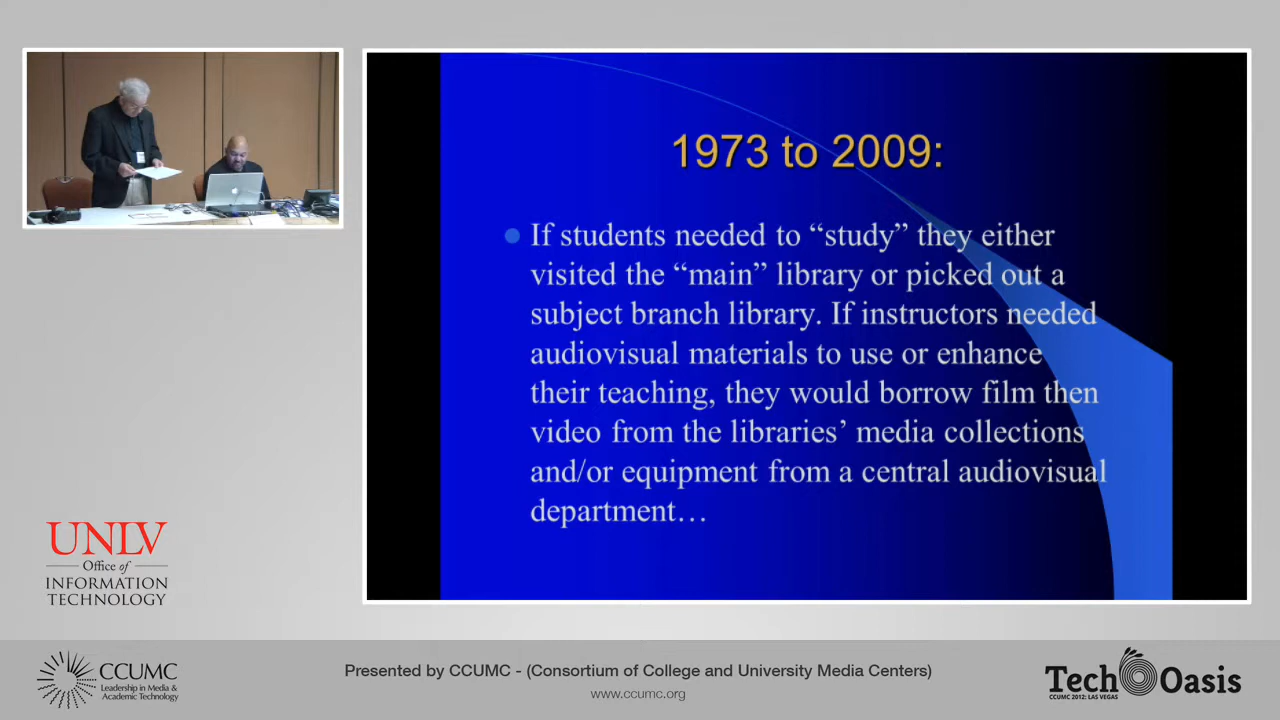 1973 to 2009:
If students needed to “study” they either
visited the “main” library or picked out a
subject branch library. If instructors needed
audiovisual materials to use or enhance
their teaching, they would borrow film then
video from the libraries’ media collections
and/or equipment from a central audiovisual
department…
UNLV
Office of
INFORMATION
TECHNOLOGY
CCUMC
Leadership in Media &
Academic Technology
Presented by CCUMC - (Consortium of College and University Media Centers)
www.ccumc.org
Tech Oasis
CCUMC 2012: LAS VEGAS